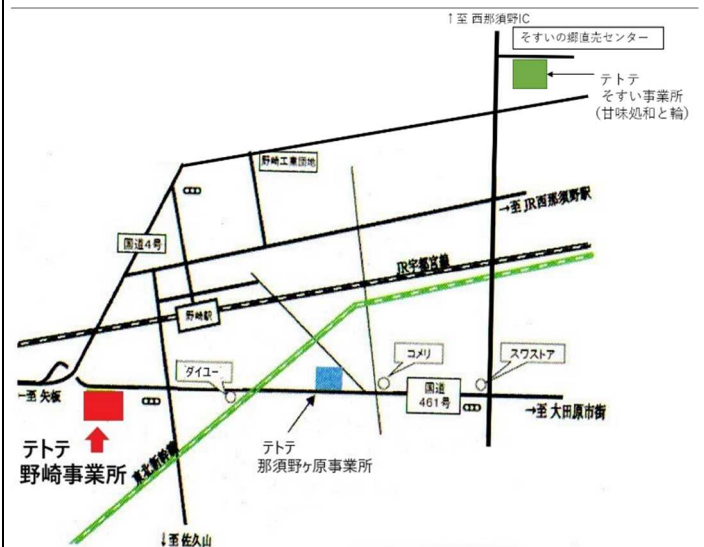 ↑至 西那須野IC
そすいの郷直売センター
テトテ
そすい事業所
(甘味処和と輪)
野崎工業団地
国道4号
→至 JR西那須野駅
JR宇都宮線
野崎駅
ダイユー
コメリ
スワストア
国道
461号
←至 矢板
→至 大田原市街
テトテ
野崎事業所
テトテ
那須野ヶ原事業所
東北新幹線
↓至 佐久山